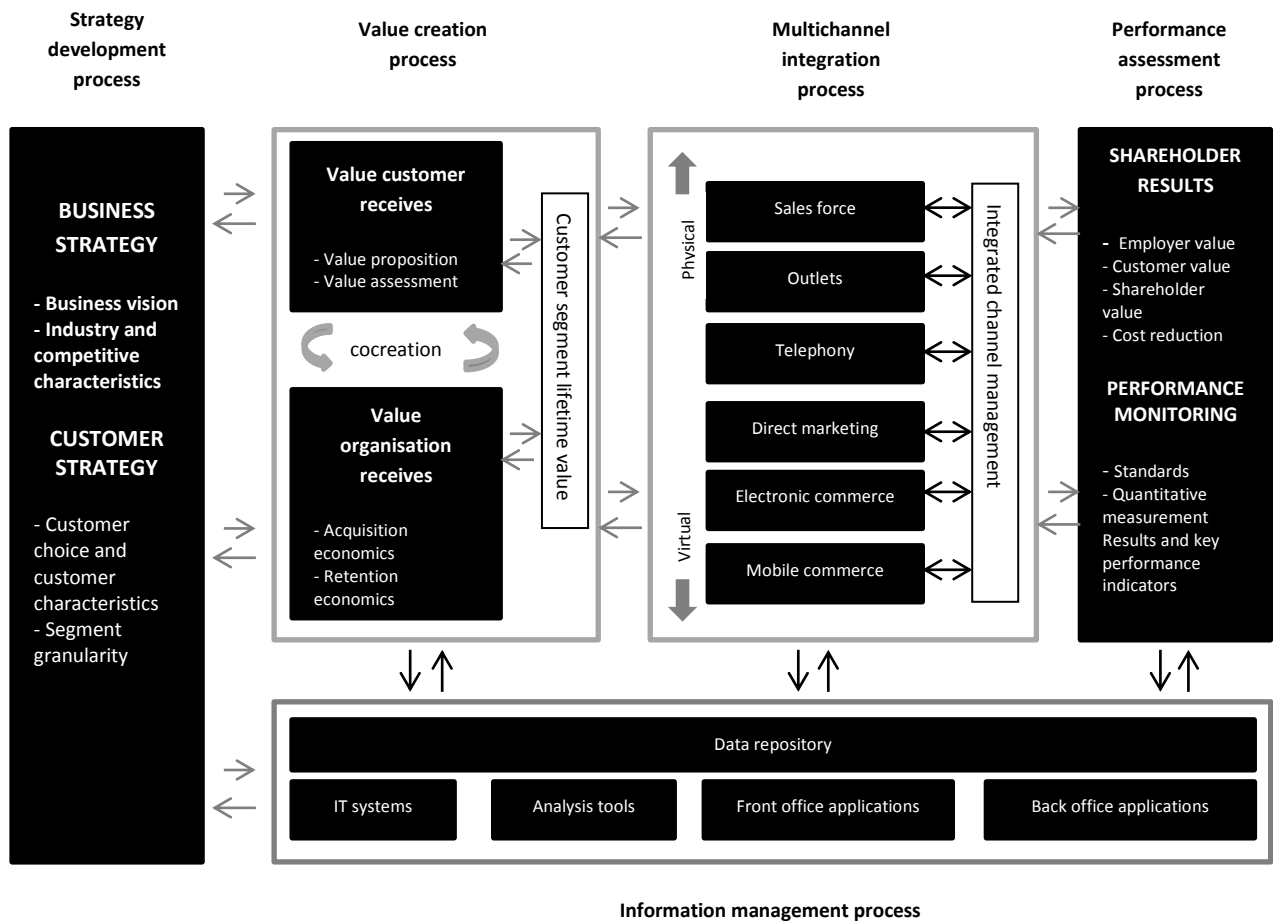 Strategy
development
process
Value creation
process
Multichannel
integration
process
Performance
assessment
process
BUSINESS
STRATEGY
- Business vision
- Industry and
competitive
characteristics
CUSTOMER
STRATEGY
- Customer
choice and
customer
characteristics
- Segment
granularity
Value customer
receives
- Value proposition
- Value assessment
cocreation
Value
organisation
receives
- Acquisition
economics
- Retention
economics
Customer segment lifetime value
Physical
Virtual
Sales force
Outlets
Telephony
Direct marketing
Electronic commerce
Mobile commerce
Integrated channel management
SHAREHOLDER
RESULTS
- Employer value
- Customer value
- Shareholder
value
- Cost reduction
PERFORMANCE
MONITORING
- Standards
- Quantitative
measurement
Results and key
performance
indicators
Data repository
IT systems
Analysis tools
Front office applications
Back office applications
Information management process